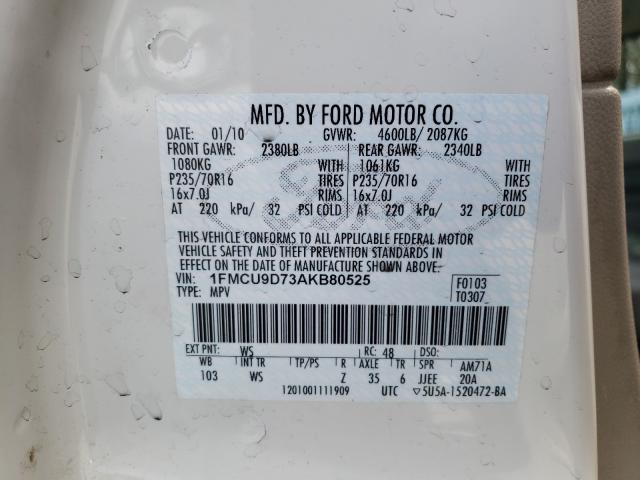 MFD. BY FORD MOTOR CO.
DATE: 01/10 GVWR: 4600LB/ 2087KG
FRONT GAWR: 2380LB REAR GAWR: 2340LB
1080KG WITH 1061KG WITH
P235/70R16 TIRES P235/70R16 TIRES
16x7.0J RIMS 16x7.0J RIMS
AT 220 kPa/ 32 PSI COLD AT 220 kPa/ 32 PSI COLD
THIS VEHICLE CONFORMS TO ALL APPLICABLE FEDERAL MOTOR
VEHICLE SAFETY AND THEFT PREVENTION STANDARDS IN
EFFECT ON THE DATE OF MANUFACTURE SHOWN ABOVE.
VIN: 1FMCU9D73AKB80525 F0103
TYPE: MPV T0307
EXT PNT: WS RC: 48 DSO:
WB INT TR TP/PS R AXLE TR SPR AM71A
103 WS Z 35 6 JJEE 20A
1201001111909 UTC ▽5U5A-1520472-BA